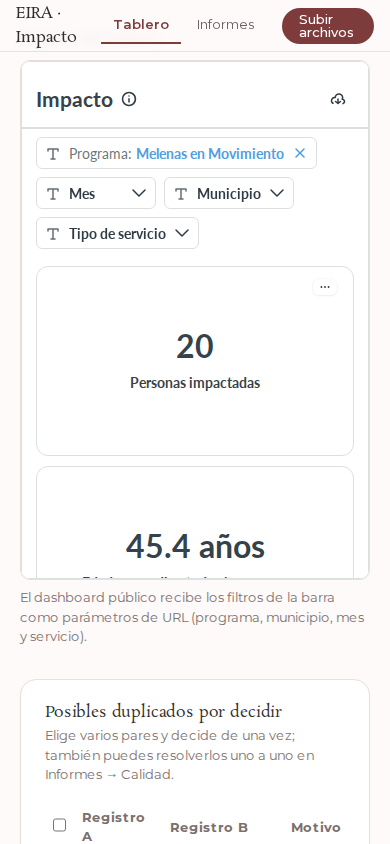 EIRA ·
Impacto
Tablero
Informes
Subir
archivos
Impacto
Programa: Melenas en Movimiento
Mes
Municipio
Tipo de servicio
20
Personas impactadas
45.4 años
El dashboard público recibe los filtros de la barra
como parámetros de URL (programa, municipio, mes
y servicio).
Posibles duplicados por decidir
Elige varios pares y decide de una vez;
también puedes resolverlos uno a uno en
Informes → Calidad.
Registro
A
Registro B
Motivo